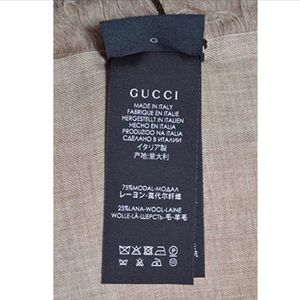 G
GUCCI
MADE IN ITALY
FABRIQUE EN ITALIE
HERGESTELLT IN ITALIEN
HECHO EN ITALIA
PRODUZIDO NA ITALIA
СДЕЛАНО В ИТАЛИИ
イタリア製
产地:意大利
75%MODAL-МОДАЛ
レーヨン-莫代尔纤维
25%LANA-WOOL-LAINE
WOLLE-LÃ-ШЕРСТЬ-毛-羊毛